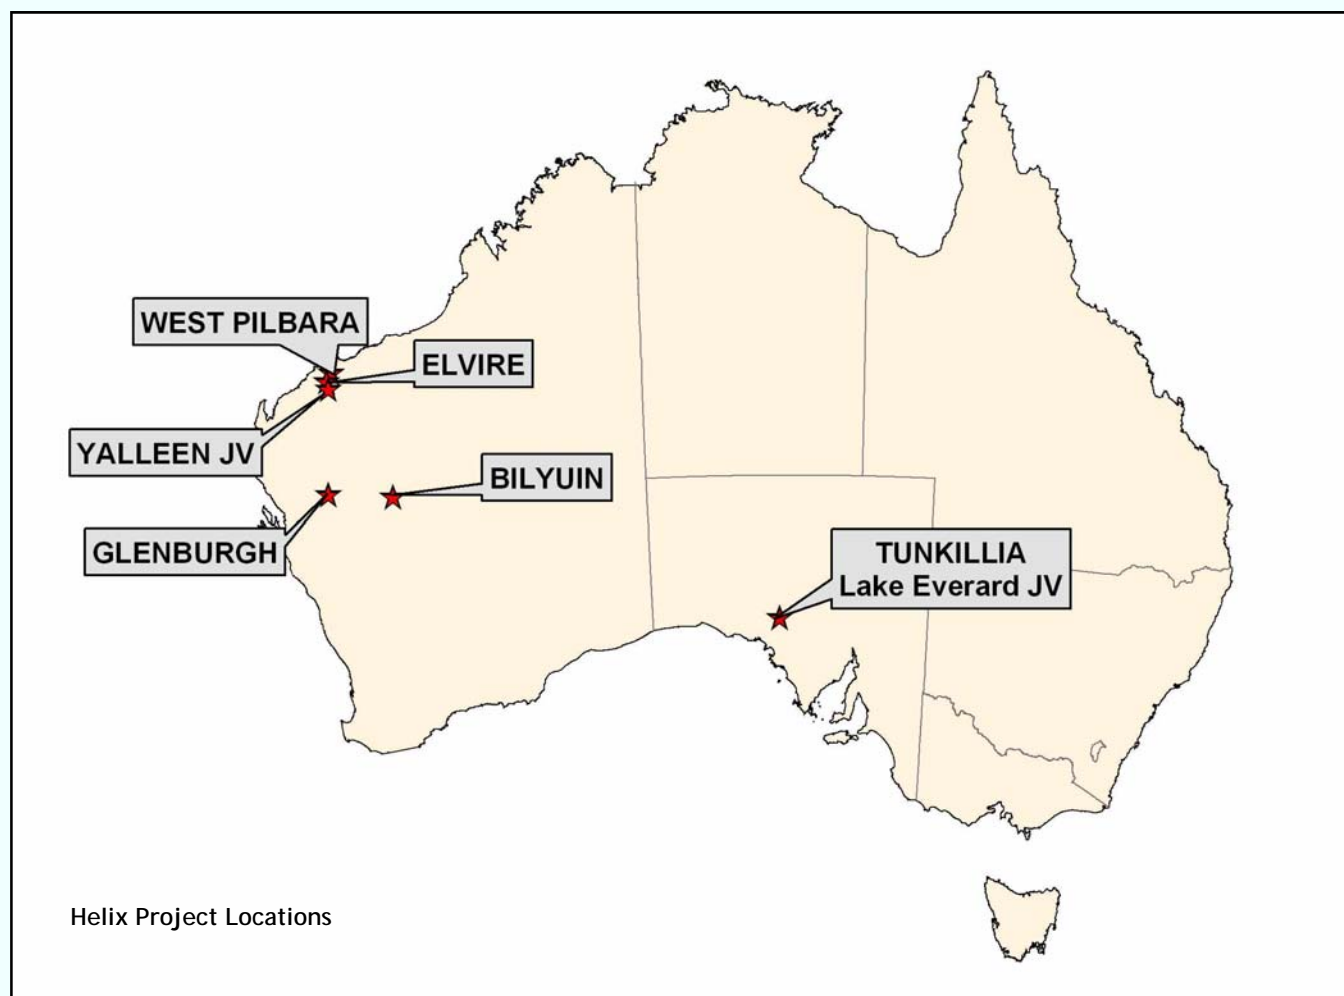 WEST PILBARA
ELVIRE
YALLEEN JV
BILYUIN
GLENBURGH
TUNKILLIA
Lake Everard JV
Helix Project Locations